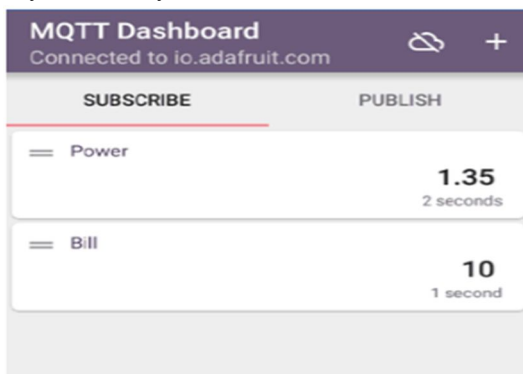 MQTT Dashboard
Connected to io.adafruit.com
SUBSCRIBE PUBLISH
Power
1.35
2 seconds
Bill
10
1 second